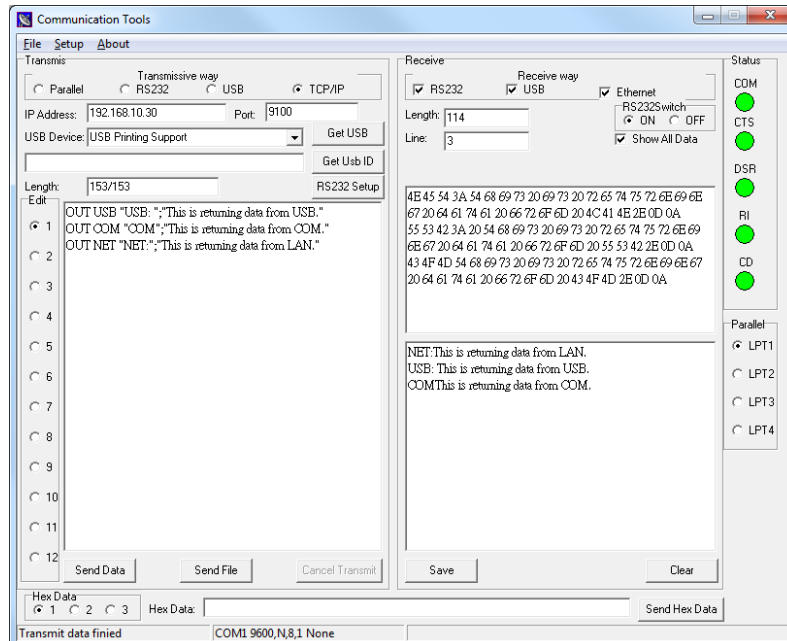 Communication Tools
File Setup About
Transmis
Transmissive way
Parallel RS232 USB TCP/IP
IP Address: 192.168.10.30 Port: 9100
USB Device: USB Printing Support Get USB
Get Usb ID
Length: 153/153 RS232 Setup
Edit
1
2
3
4
5
6
7
8
9
10
11
12
OUT USB "USB: ";"This is returning data from USB."
OUT COM "COM";"This is returning data from COM."
OUT NET "NET:";"This is returning data from LAN."
Send Data Send File Cancel Transmit
Receive
Receive way
RS232 USB Ethernet
Length: 114
RS232Switch
ON OFF
Line: 3
Show All Data
4E 45 54 3A 54 68 69 73 20 69 73 20 72 65 74 75 72 6E 69 6E
67 20 64 61 74 61 20 66 72 6F 6D 20 4C 41 4E 2E 0D 0A
55 53 42 3A 20 54 68 69 73 20 69 73 20 72 65 74 75 72 6E 69
6E 67 20 64 61 74 61 20 66 72 6F 6D 20 55 53 42 2E 0D 0A
43 4F 4D 54 68 69 73 20 69 73 20 72 65 74 75 72 6E 69 6E 67
20 64 61 74 61 20 66 72 6F 6D 20 43 4F 4D 2E 0D 0A
NET:This is returning data from LAN.
USB: This is returning data from USB.
COMThis is returning data from COM.
Save Clear
Status
COM
CTS
DSR
RI
CD
Parallel
LPT1
LPT2
LPT3
LPT4
Hex Data
1 2 3 Hex Data: Send Hex Data
Transmit data finied COM1 9600,N,8,1 None